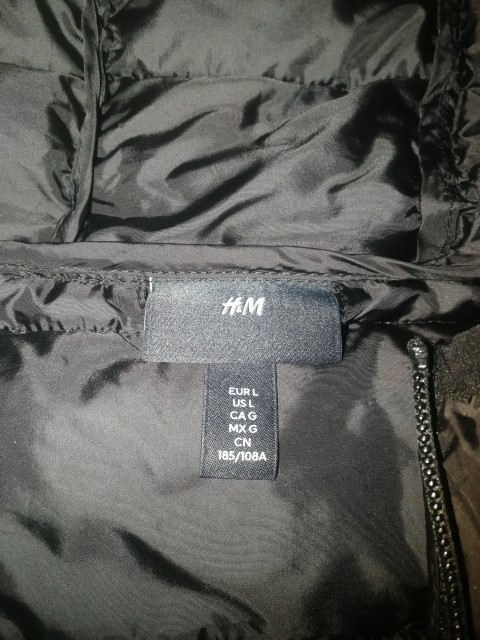 H&M
EUR L
US L
CA G
MX G
CN
185/108A